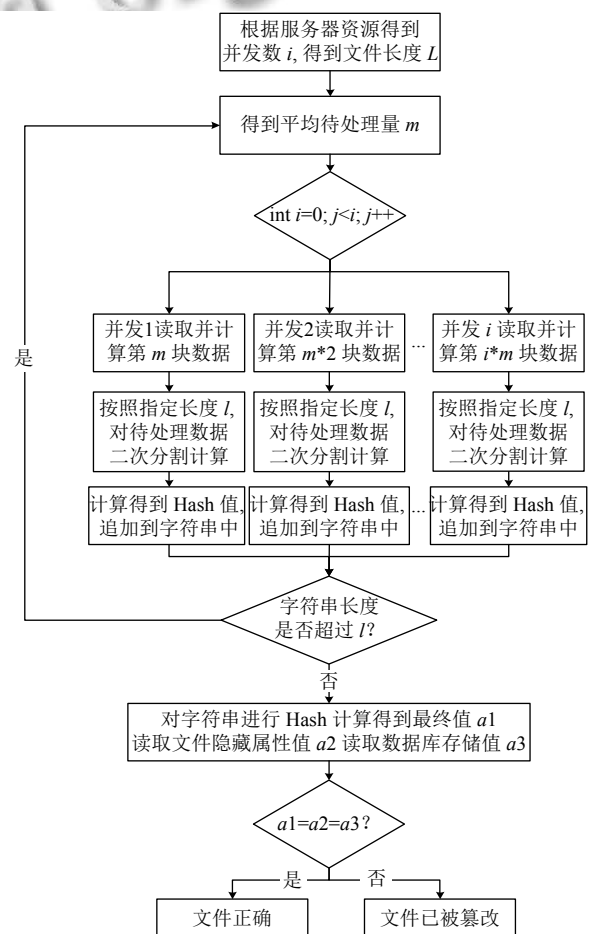 根据服务器资源得到
并发数 i, 得到文件长度 L
得到平均待处理量 m
int i=0; j<i; j++
并发1读取并计
算第 m 块数据
并发2读取并计
算第 m*2 块数据
...
并发 i 读取并计
算第 i*m 块数据
是
按照指定长度 l,
对待处理数据
二次分割计算
按照指定长度 l,
对待处理数据
二次分割计算
按照指定长度 l,
对待处理数据
二次分割计算
计算得到 Hash 值,
追加到字符串中
计算得到 Hash 值,
追加到字符串中
...
计算得到 Hash 值,
追加到字符串中
字符串长度
是否超过 l?
否
对字符串进行 Hash 计算得到最终值 a1
读取文件隐藏属性值 a2 读取数据库存储值 a3
a1=a2=a3?
是
否
文件正确
文件已被篡改